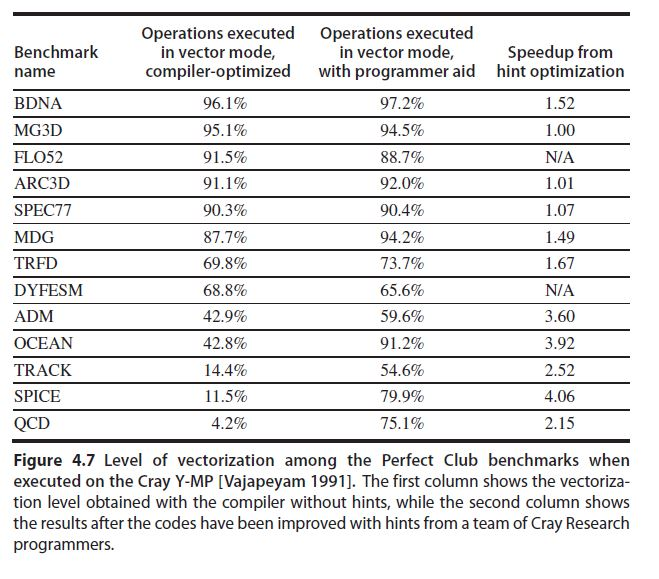 Benchmark name Operations executed in vector mode, compiler-optimized Operations executed in vector mode, with programmer aid Speedup from hint optimization
BDNA 96.1% 97.2% 1.52
MG3D 95.1% 94.5% 1.00
FLO52 91.5% 88.7% N/A
ARC3D 91.1% 92.0% 1.01
SPEC77 90.3% 90.4% 1.07
MDG 87.7% 94.2% 1.49
TRFD 69.8% 73.7% 1.67
DYFESM 68.8% 65.6% N/A
ADM 42.9% 59.6% 3.60
OCEAN 42.8% 91.2% 3.92
TRACK 14.4% 54.6% 2.52
SPICE 11.5% 79.9% 4.06
QCD 4.2% 75.1% 2.15
Figure 4.7 Level of vectorization among the Perfect Club benchmarks when
executed on the Cray Y-MP [Vajapeyam 1991]. The first column shows the vectoriza-
tion level obtained with the compiler without hints, while the second column shows
the results after the codes have been improved with hints from a team of Cray Research
programmers.